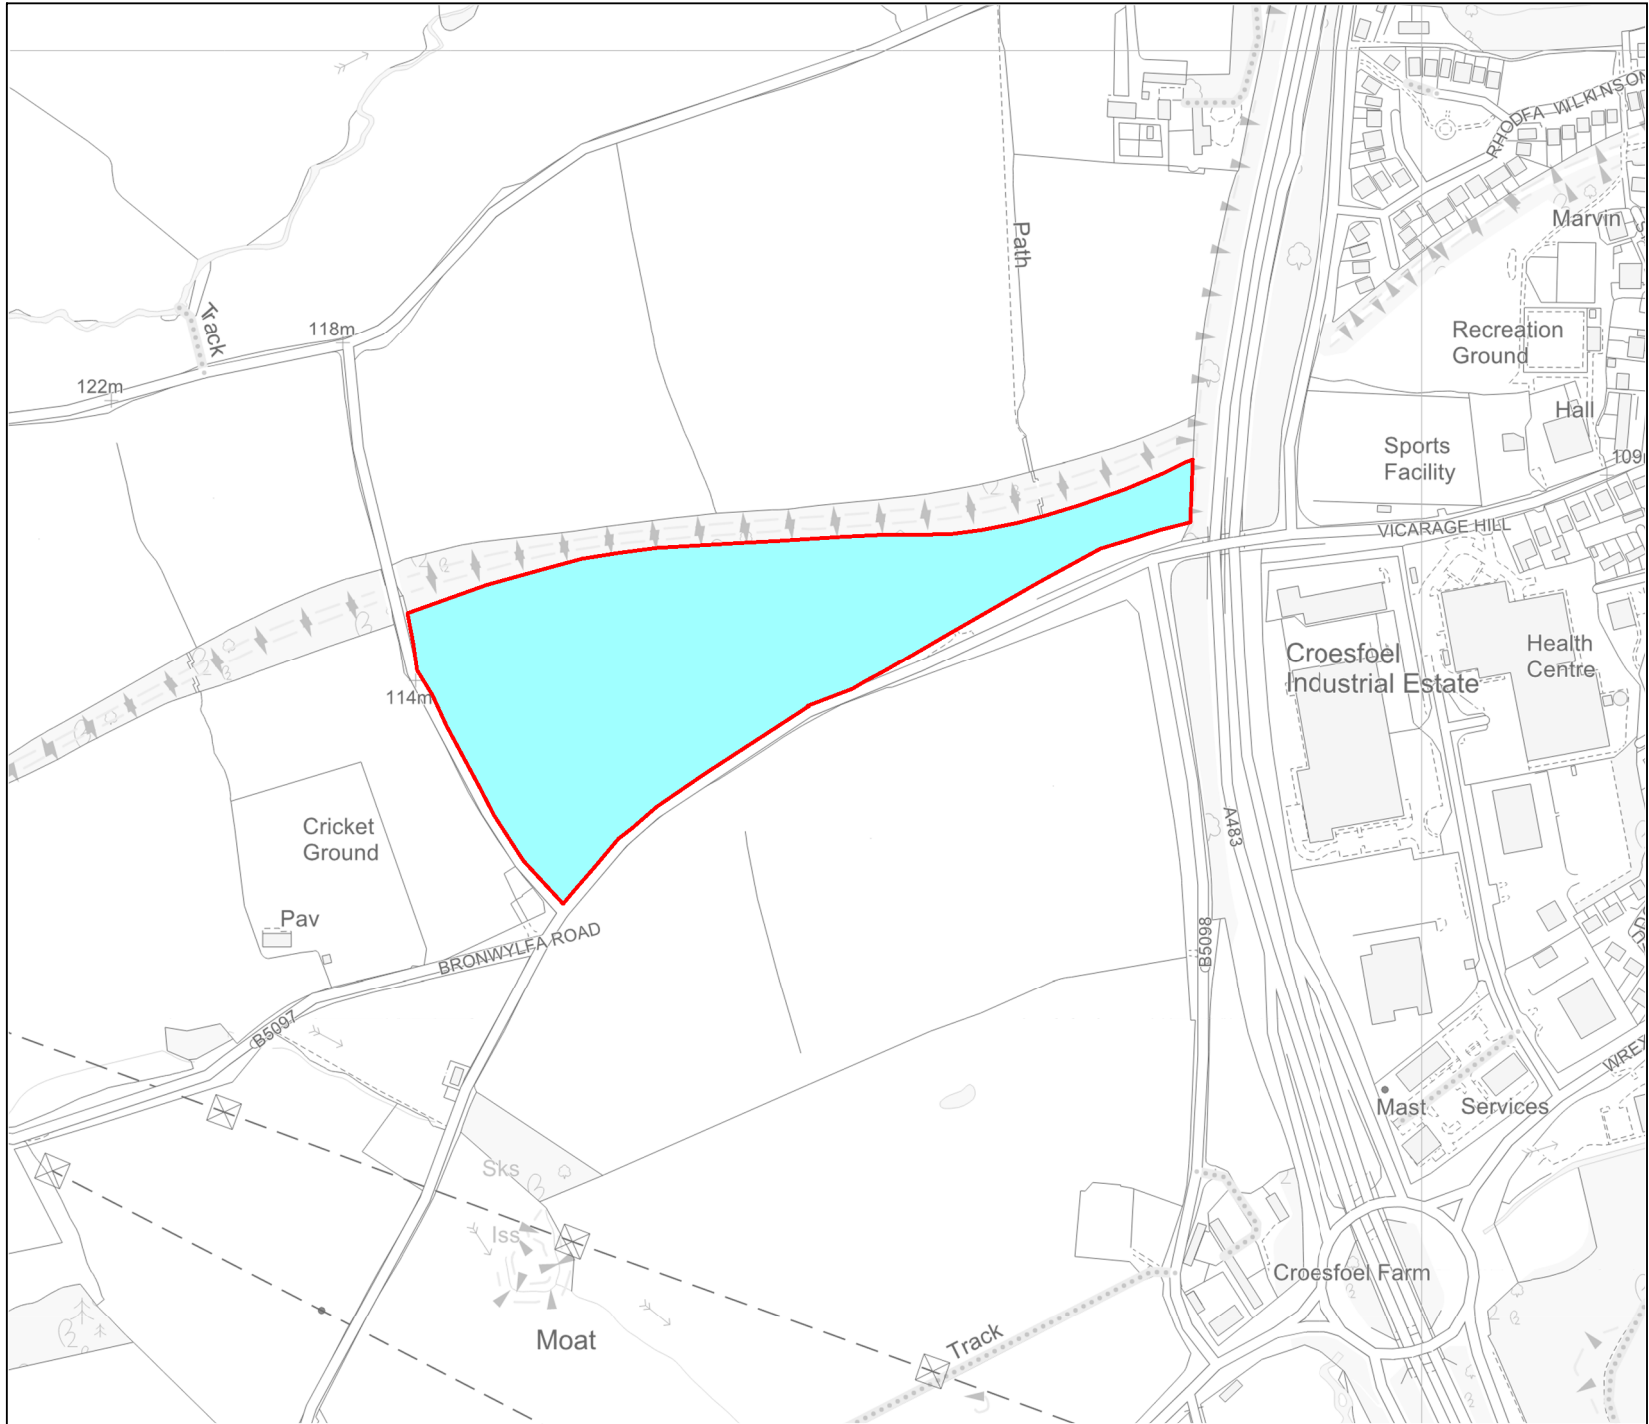 RHODFA WILKINSON
Marvin
Path
Track
118m
122m
Recreation
Ground
Hall
Sports
Facility
109
VICARAGE HILL
Croesfoel
Industrial Estate
Health
Centre
114m
A483
Cricket
Ground
Pav
BRONWYLFA ROAD
B5098
B5097
WREX
Mast
Services
Sks
Iss
Croesfoel Farm
Moat
Track